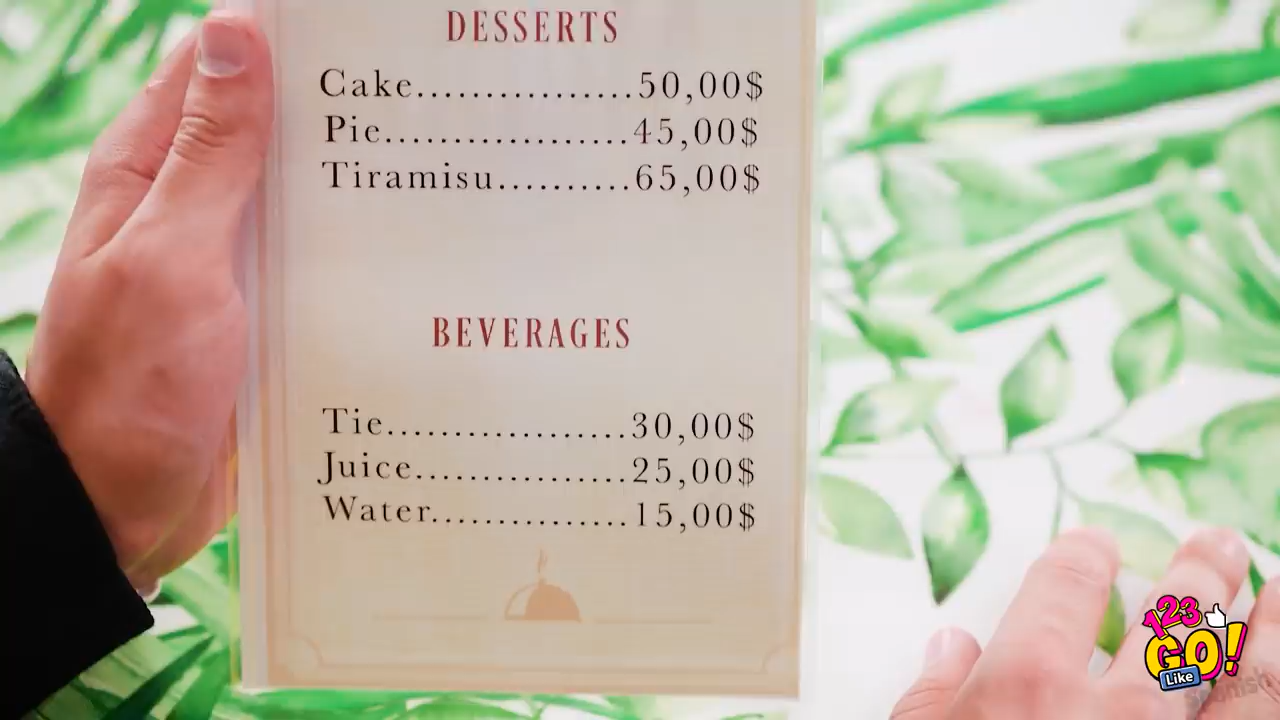 DESSERTS
Cake................50,00$
Pie..................45,00$
Tiramisu..........65,00$
BEVERAGES
Tie..................30,00$
Juice................25,00$
Water...............15,00$
123
GO!
Like